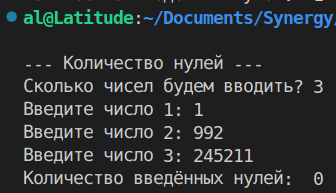 al@Latitude:~/Documents/Synergy/
--- Количество нулей ---
Сколько чисел будем вводить? 3
Введите число 1: 1
Введите число 2: 992
Введите число 3: 245211
Количество введённых нулей:  0